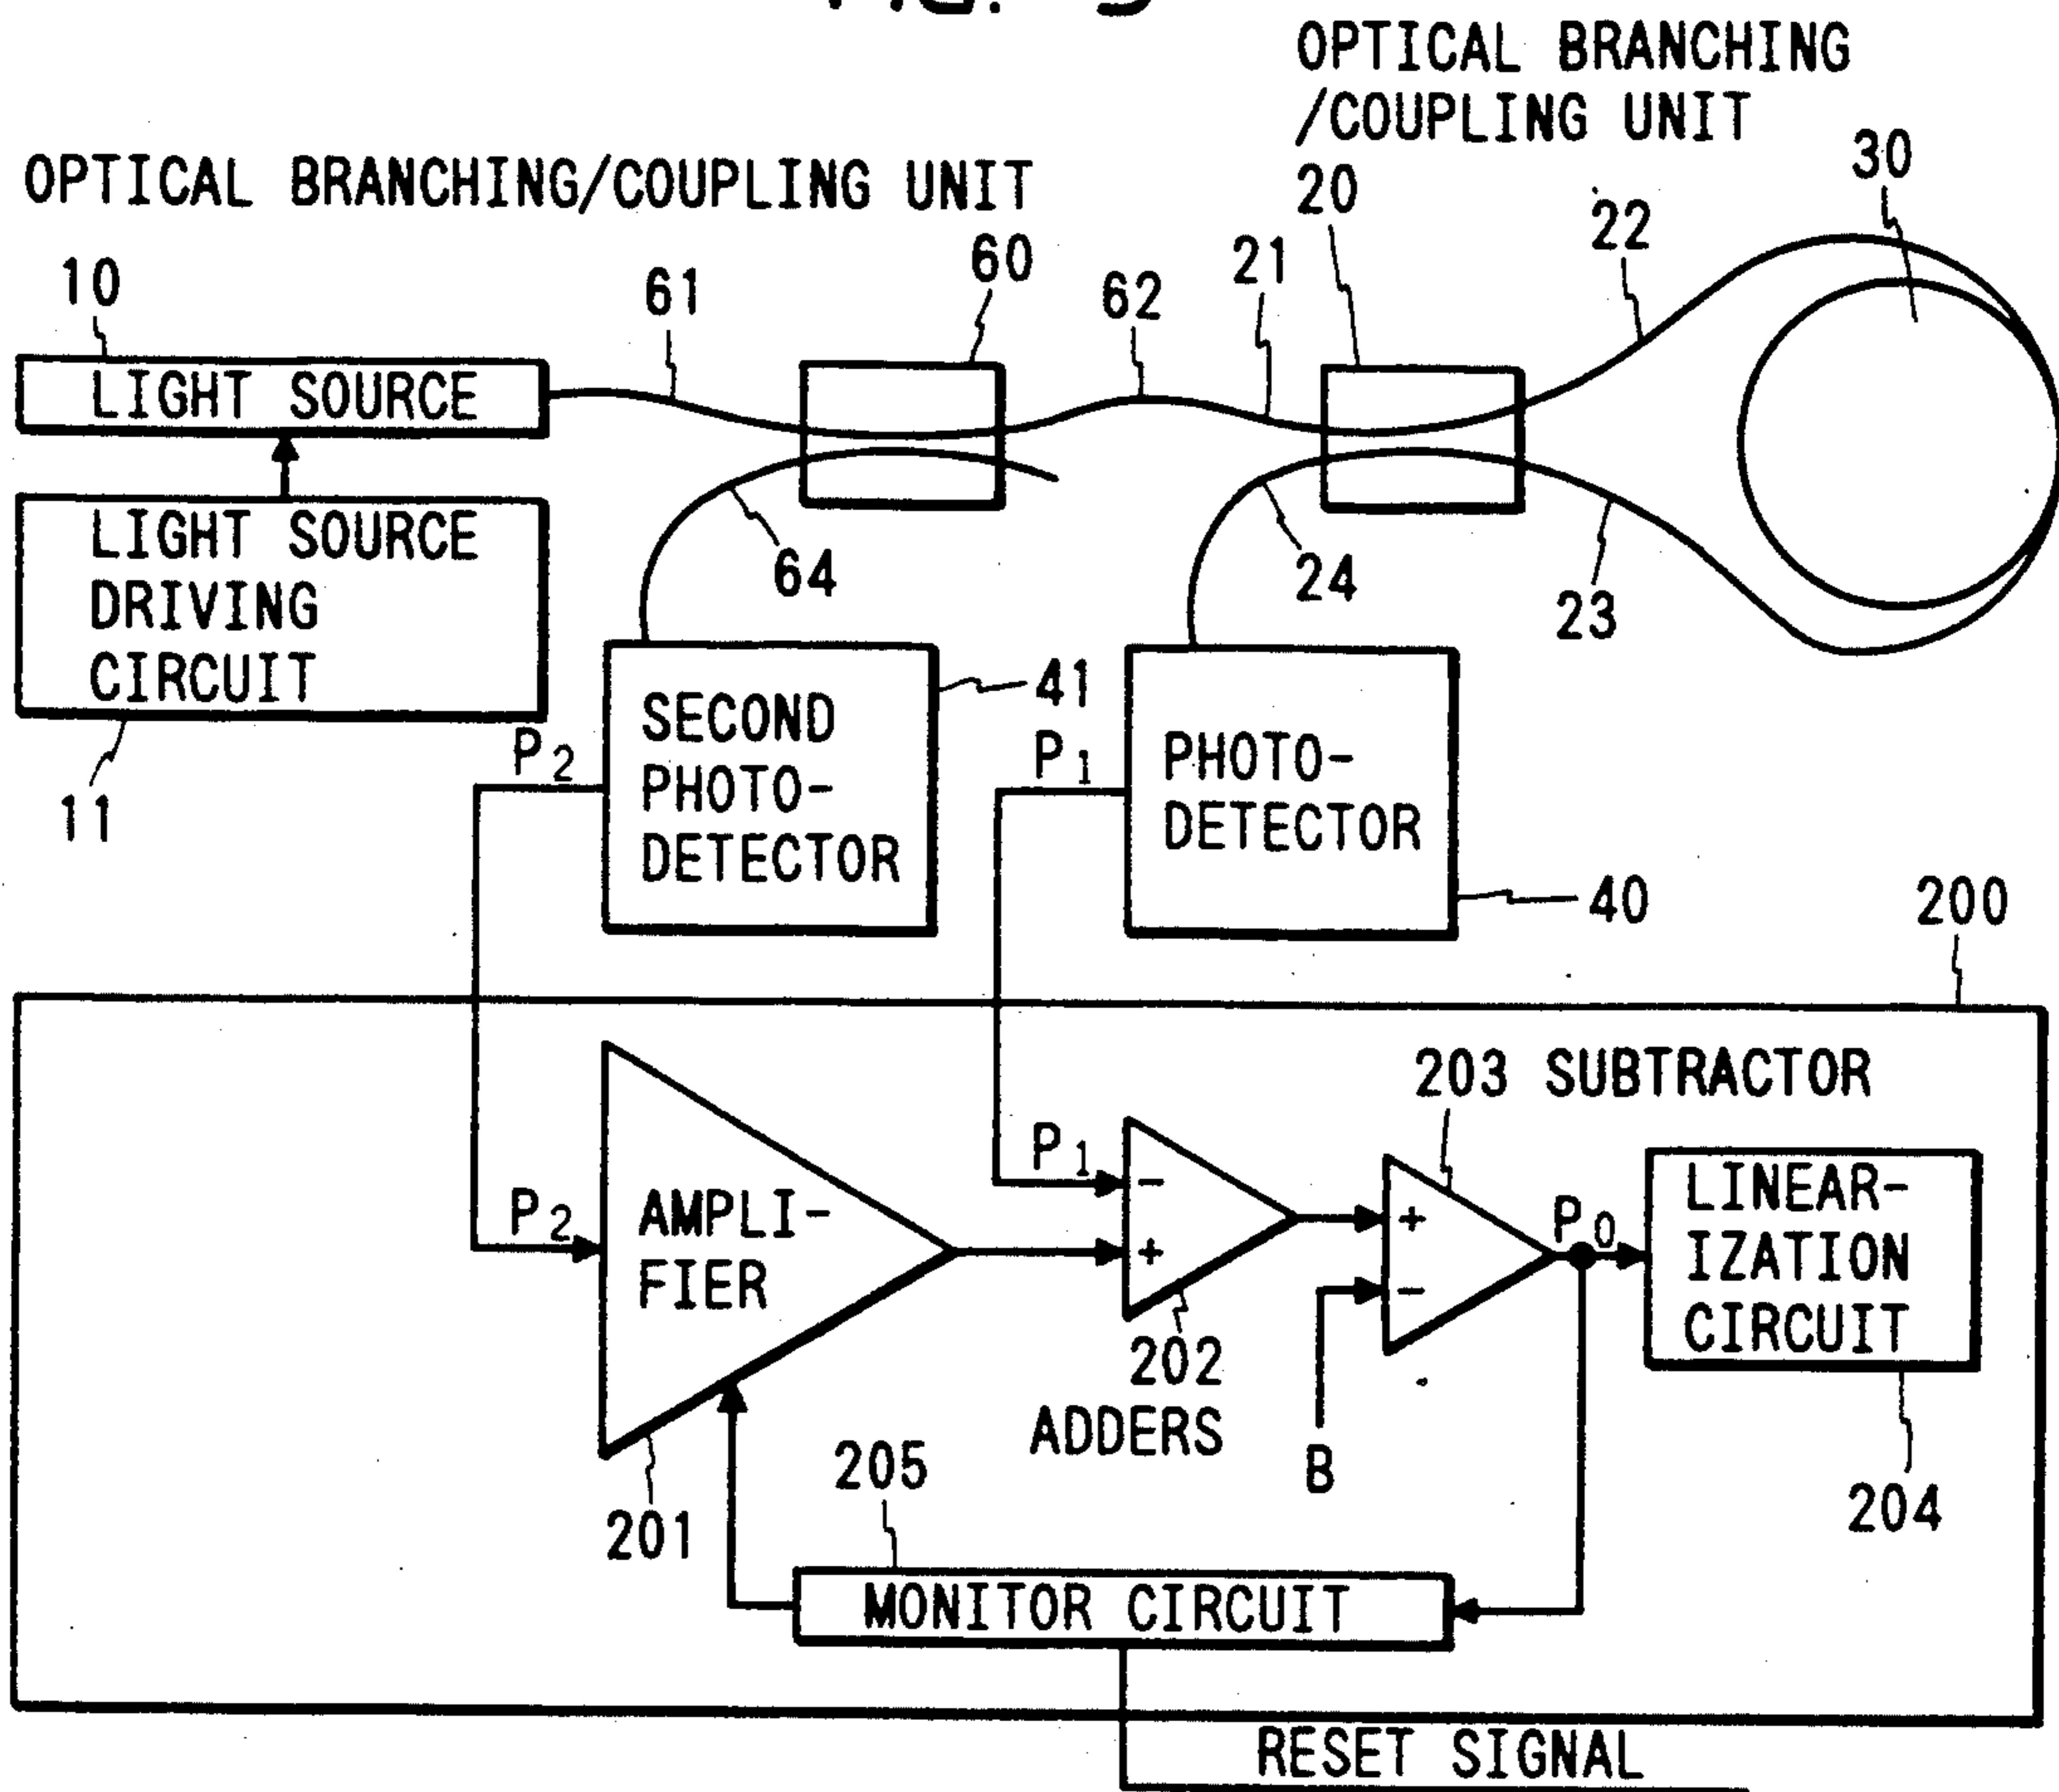 OPTICAL BRANCHING
/COUPLING UNIT
20
30
22
OPTICAL BRANCHING/COUPLING UNIT
60
21
62
61
10
LIGHT SOURCE
LIGHT SOURCE
DRIVING
CIRCUIT
11
64
24
23
P2
SECOND
PHOTO-
DETECTOR
41
P1
PHOTO-
DETECTOR
40
200
203 SUBTRACTOR
P1
P2
AMPLI-
FIER
-
+
+
-
P0
LINEAR-
IZATION
CIRCUIT
202
ADDERS
B
204
201
205
MONITOR CIRCUIT
RESET SIGNAL